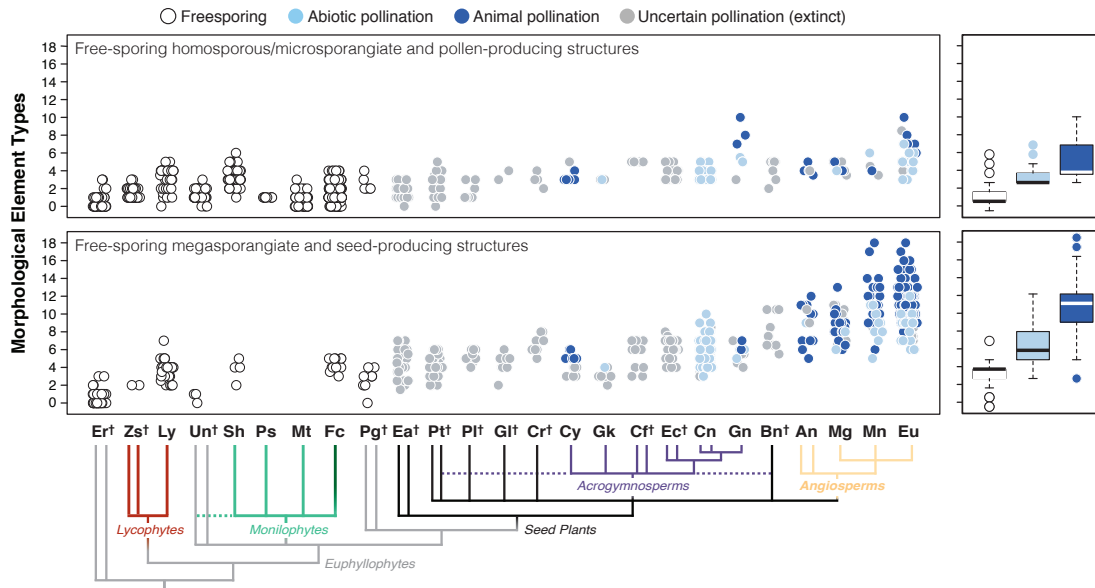 Freesporing Abiotic pollination Animal pollination Uncertain pollination (extinct)
Morphological Element Types
Free-sporing homosporous/microsporangiate and pollen-producing structures
18
16
14
12
10
8
6
4
2
0
Free-sporing megasporangiate and seed-producing structures
18
16
14
12
10
8
6
4
2
0
Er† Zs† Ly Un† Sh Ps Mt Fc Pg† Ea† Pt† Pl† Gl† Cr† Cy Gk Cf† Ec† Cn Gn Bn† An Mg Mn Eu
Acrogymnosperms Angiosperms
Lycophytes Monilophytes Seed Plants
Euphyllophytes